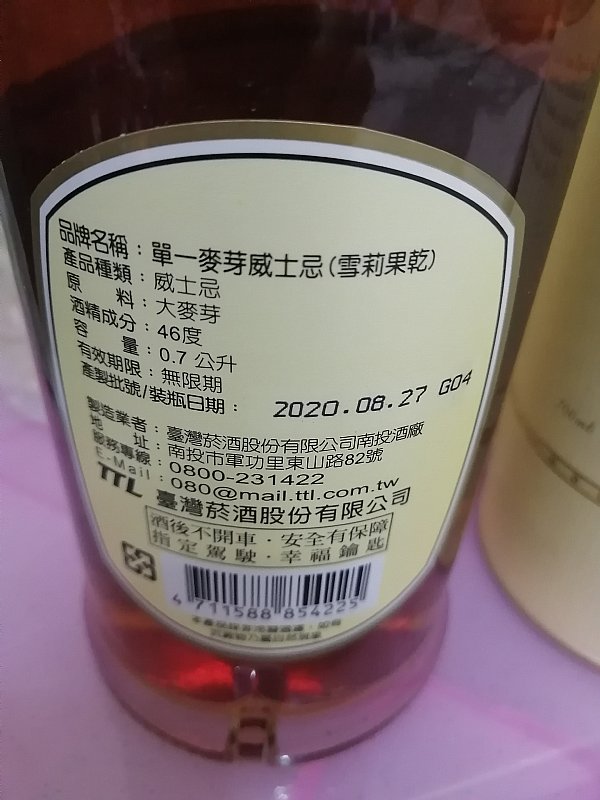 品牌名稱：單一麥芽威士忌(雪莉果乾)
產品種類：威士忌
原 料：大麥芽
酒精成分：46度
容 量：0.7 公升
有效期限：無限期
產製批號/裝瓶日期： 2020.08.27 G04
製造業者：臺灣菸酒股份有限公司南投酒廠
地 址：南投市軍功里東山路82號
服務專線：0800-231422
E-Mail：080@mail.ttl.com.tw
TTL 臺灣菸酒股份有限公司
酒後不開車・安全有保障
指定駕駛・幸福鑰匙
4 711588 854225